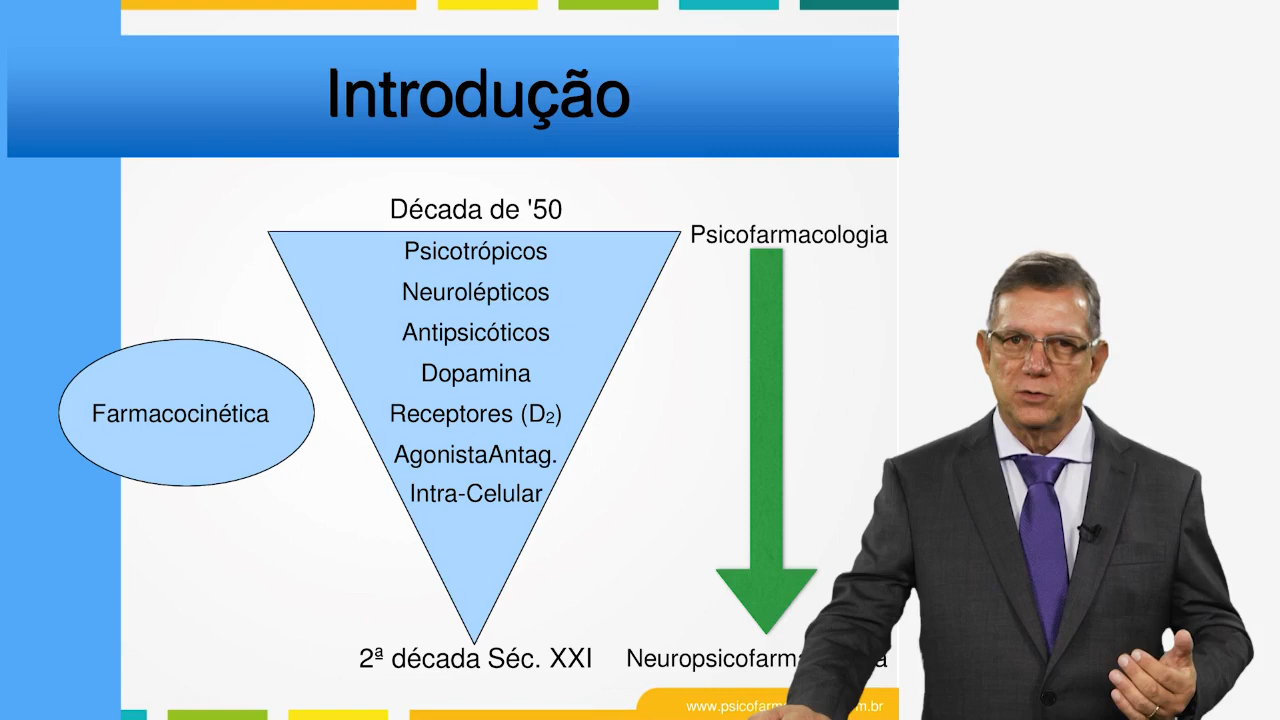 Introdução
Década de '50
Psicofarmacologia
Psicotrópicos
Neurolépticos
Antipsicóticos
Dopamina
Farmacocinética
Receptores (D₂)
AgonistaAntag.
Intra-Celular
2ª década Séc. XXI